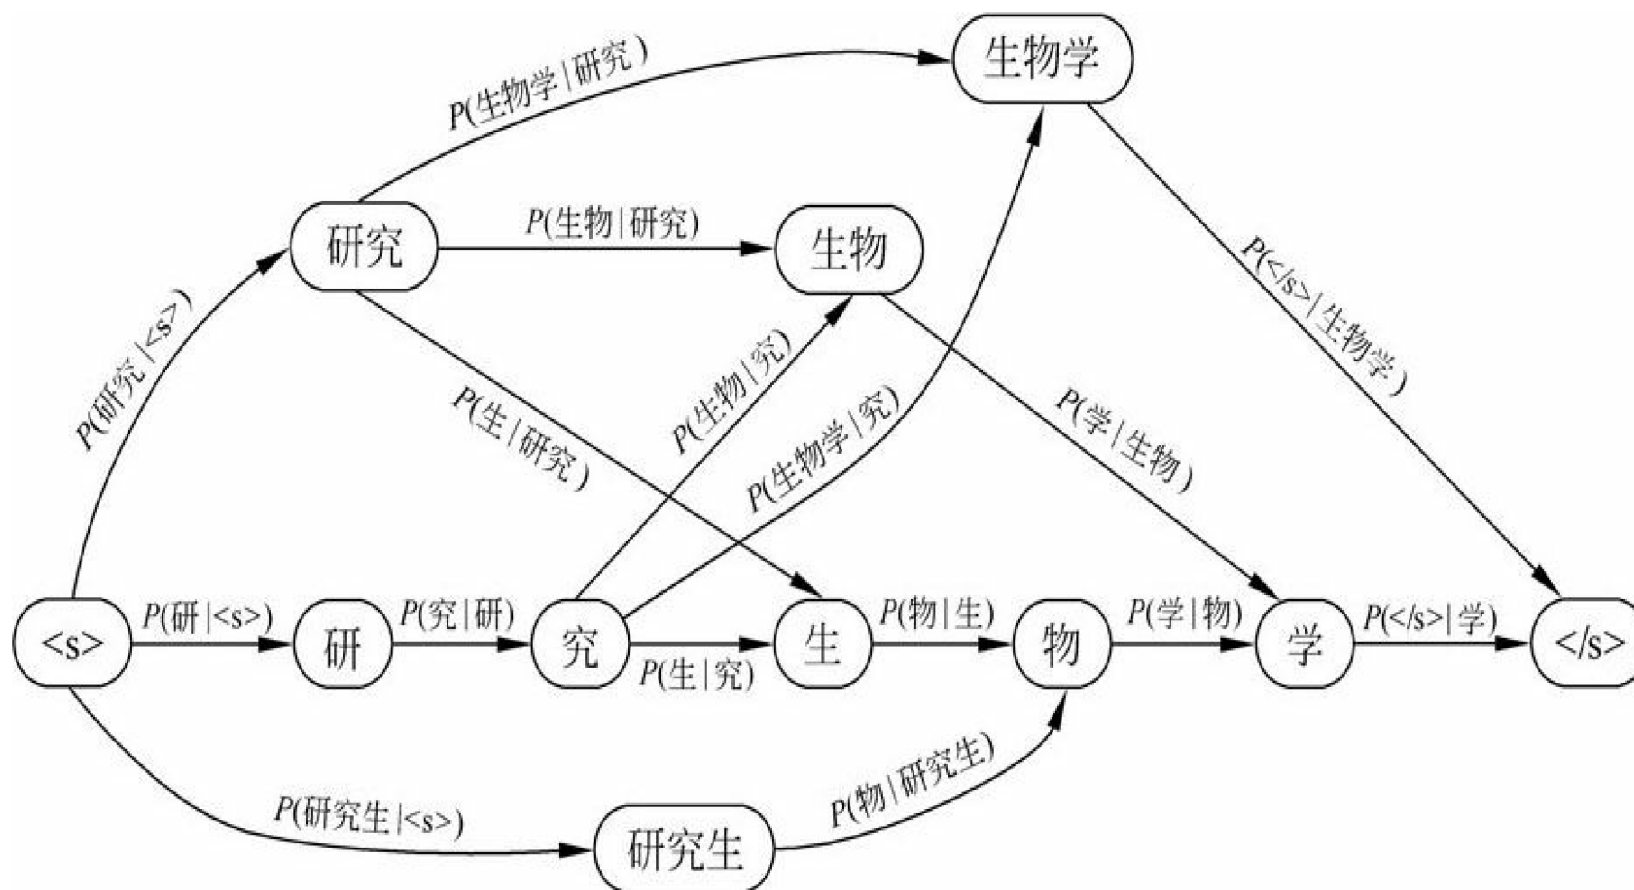 生物学
P(生物学|研究)
研究
P(生物|研究)
生物
P(</s>|生物学)
P(研究|<s>)
P(生|研究)
P(生物|究)
P(生物学|究)
P(学|生物)
<s>
P(研|<s>)
研
P(究|研)
究
P(生|究)
生
P(物|生)
物
P(学|物)
学
P(</s>|学)
</s>
P(研究生|<s>)
研究生
P(物|研究生)